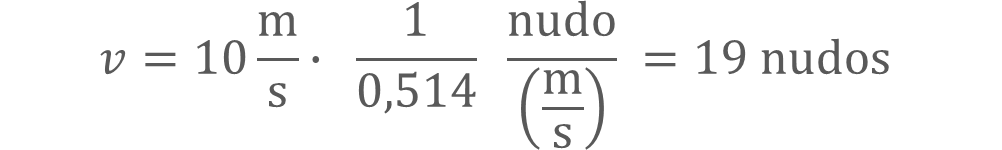 v = 10 m/s · 1/0,514 nudo/(m/s) = 19 nudos